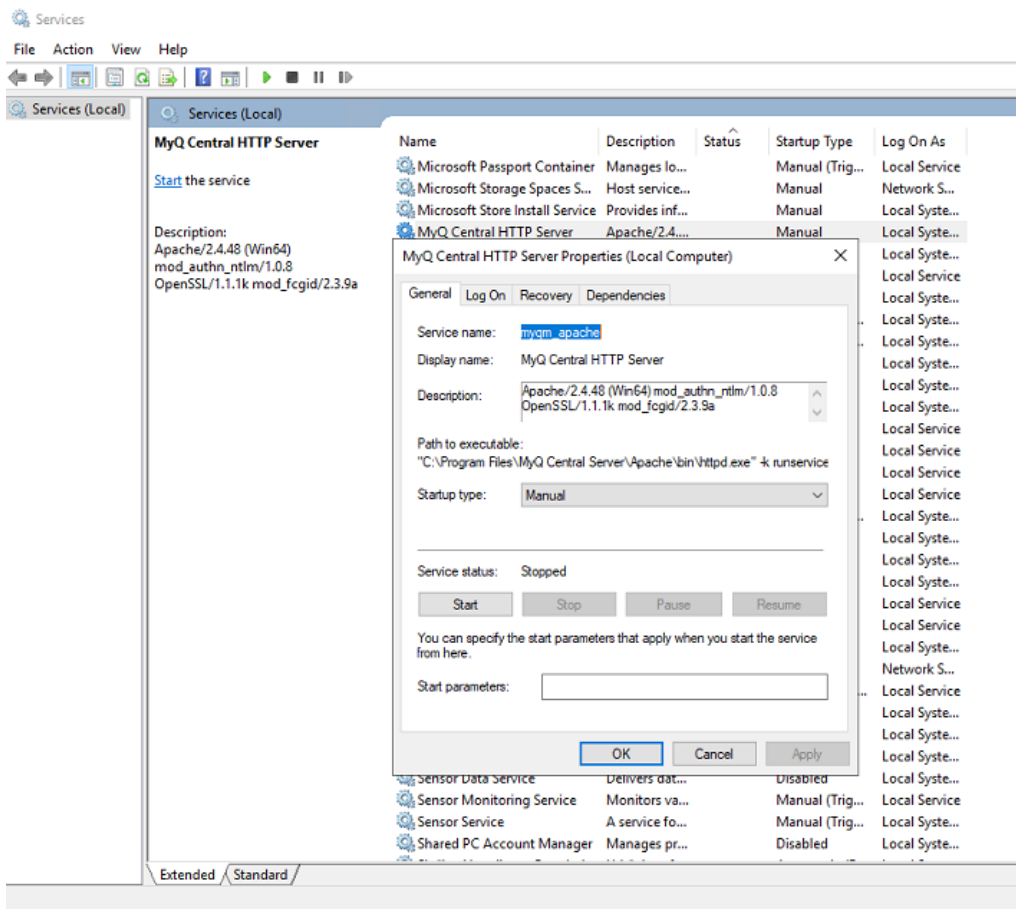 Services
File Action View Help
Services (Local)
Services (Local)
MyQ Central HTTP Server
Start the service
Description:
Apache/2.4.48 (Win64)
mod_authn_ntlm/1.0.8
OpenSSL/1.1.1k mod_fcgid/2.3.9a
Name Description Status Startup Type Log On As
Microsoft Passport Container Manages lo... Manual (Trig... Local Service
Microsoft Storage Spaces S... Host service... Manual Network S...
Microsoft Store Install Service Provides inf... Manual Local Syste...
MyQ Central HTTP Server Apache/2.4.... Manual Local Syste...
Local Syste...
Local Service
Local Syste...
Local Service
Local Syste...
Local Syste...
Local Syste...
Local Syste...
Local Service
Local Service
Local Service
Local Service
Local Syste...
Local Syste...
Local Syste...
Local Syste...
Local Service
Local Service
Local Syste...
Network S...
Local Service
Local Syste...
Local Syste...
Local Syste...
MyQ Central HTTP Server Properties (Local Computer)
General Log On Recovery Dependencies
Service name: myqm_apache
Display name: MyQ Central HTTP Server
Description: Apache/2.4.48 (Win64) mod_authn_ntlm/1.0.8
OpenSSL/1.1.1k mod_fcgid/2.3.9a
Path to executable:
"C:\Program Files\MyQ Central Server\Apache\bin\httpd.exe" -k runservice
Startup type: Manual
Service status: Stopped
Start Stop Pause Resume
You can specify the start parameters that apply when you start the service
from here.
Start parameters:
OK Cancel Apply
Sensor Data Service Delivers dat... Disabled Local Syste...
Sensor Monitoring Service Monitors va... Manual (Trig... Local Service
Sensor Service A service fo... Manual (Trig... Local Syste...
Shared PC Account Manager Manages pr... Disabled Local Syste...
Extended Standard